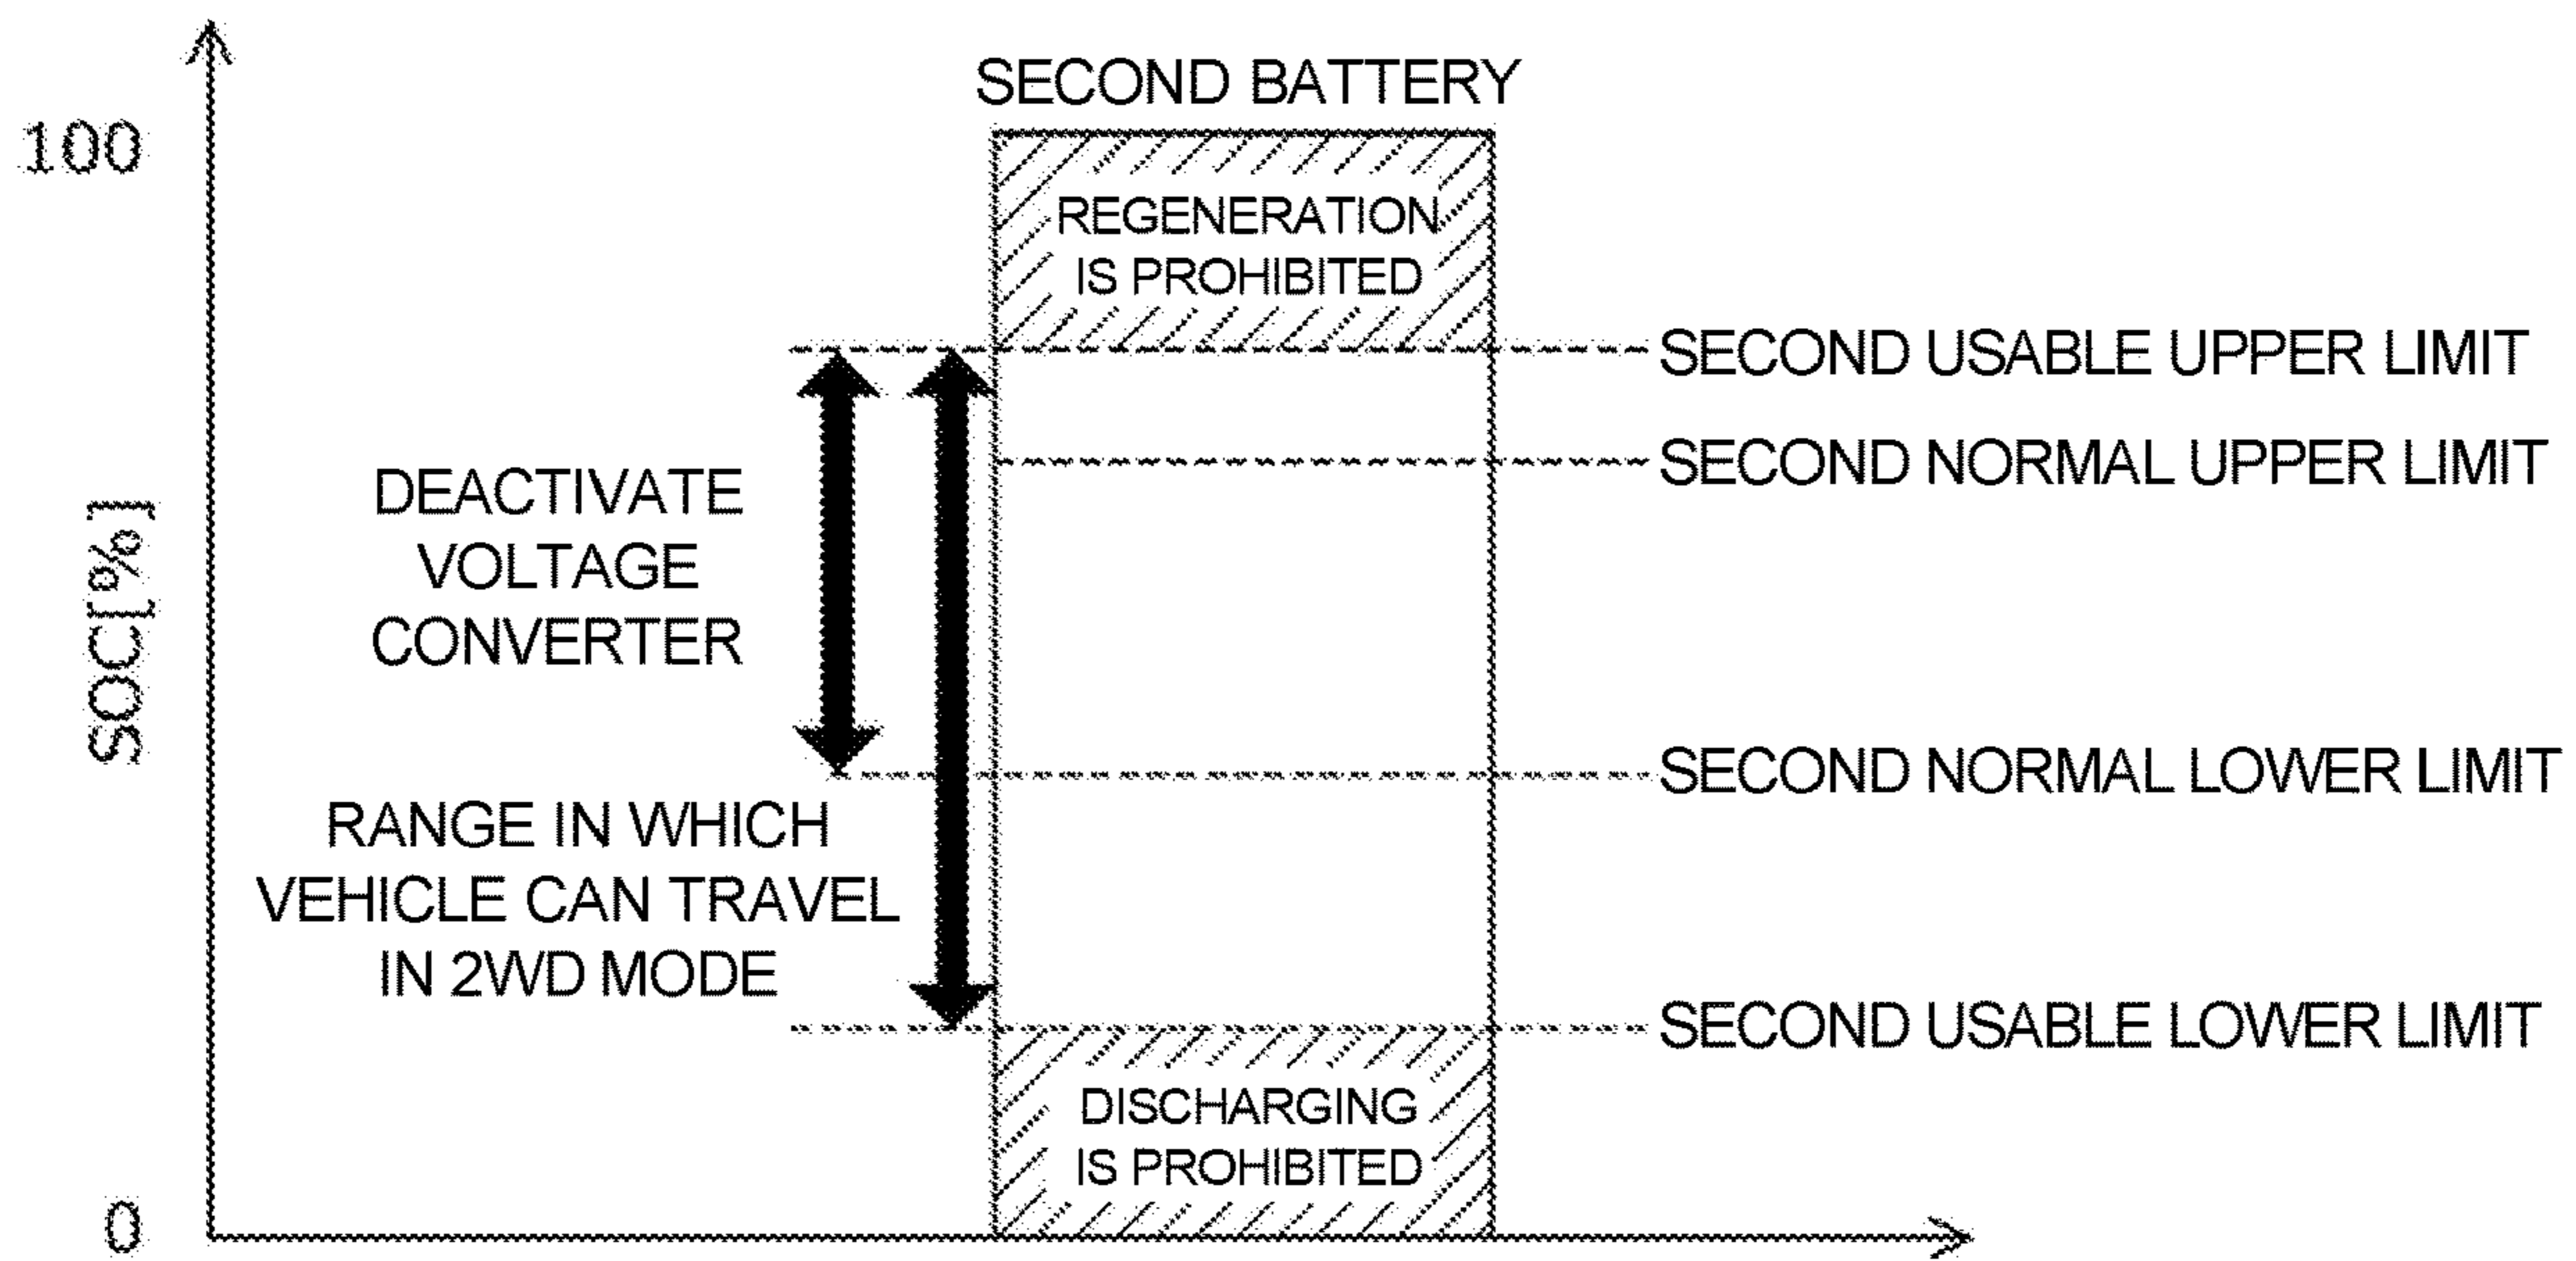 SECOND BATTERY
100
REGENERATION
IS PROHIBITED
SECOND USABLE UPPER LIMIT
SECOND NORMAL UPPER LIMIT
DEACTIVATE
VOLTAGE
CONVERTER
SOC[%]
SECOND NORMAL LOWER LIMIT
RANGE IN WHICH
VEHICLE CAN TRAVEL
IN 2WD MODE
SECOND USABLE LOWER LIMIT
DISCHARGING
IS PROHIBITED
0